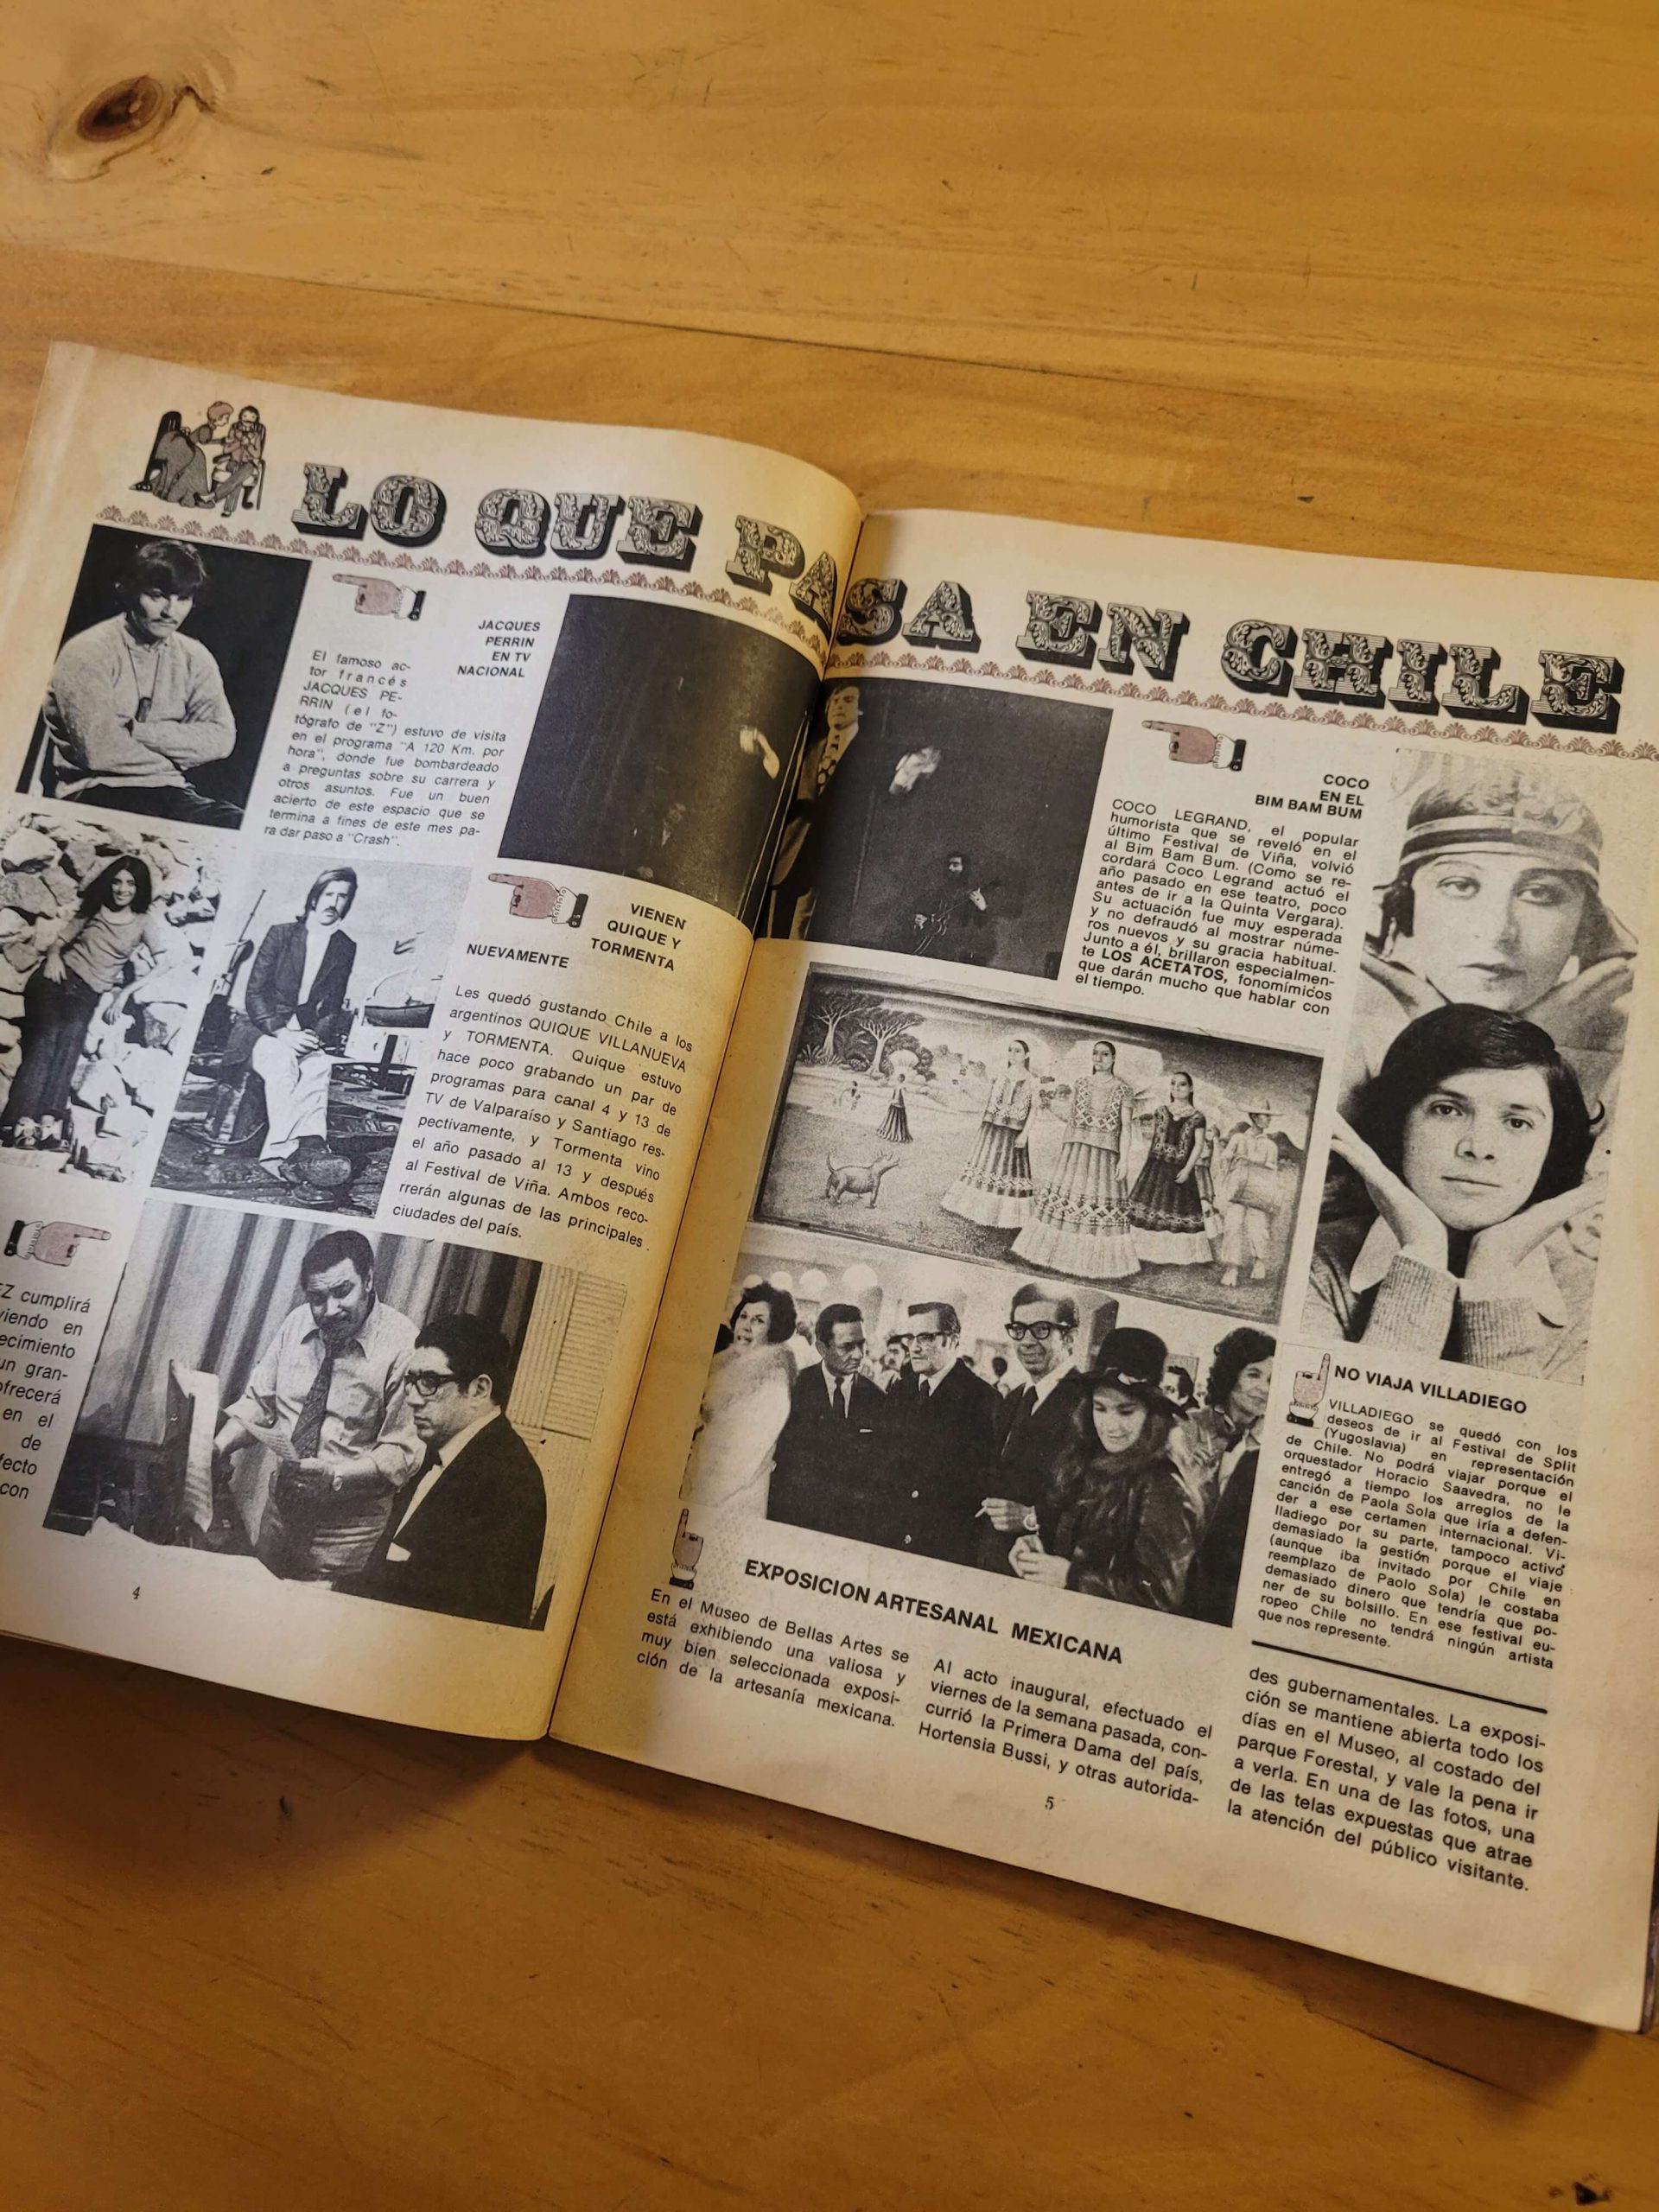 LO QUE PASA EN CHILE
JACQUES
PERRIN
EN TV
NACIONAL
El famoso ac-
tor francés
JACQUES PE-
RRIN (el fo-
tógrafo de "Z") estuvo de visita
en el programa "A 120 Km. por
hora", donde fue bombardeado
a preguntas sobre su carrera y
otros asuntos. Fue un buen
acierto de este espacio que se
termina a fines de este mes pa-
ra dar paso a "Crash".
VIENEN
QUIQUE Y
TORMENTA
NUEVAMENTE
Les quedó gustando Chile a los
argentinos QUIQUE VILLANUEVA
y TORMENTA. Quique estuvo
hace poco grabando un par de
programas para canal 4 y 13 de
TV de Valparaíso y Santiago res-
pectivamente, y Tormenta vino
el año pasado al 13 y después
al Festival de Viña. Ambos reco-
rrerán algunas de las principales
ciudades del país.
EZ cumplirá
viendo en
ecimiento
un gran-
ofrecerá
en el
de
fecto
con
4
COCO
EN EL
BIM BAM BUM
COCO LEGRAND, el popular
humorista que se reveló en el
último Festival de Viña, volvió
al Bim Bam Bum. (Como se re-
cordará Coco Legrand actuó el
año pasado en ese teatro, poco
antes de ir a la Quinta Vergara).
Su actuación fue muy esperada
y no defraudó al mostrar núme-
ros nuevos y su gracia habitual.
Junto a él, brillaron especialmen-
te LOS ACETATOS, fonomímicos
que darán mucho que hablar con
el tiempo.
NO VIAJA VILLADIEGO
VILLADIEGO se quedó con los
deseos de ir al Festival de Split
(Yugoslavia) en representación
de Chile. No podrá viajar porque el
orquestador Horacio Saavedra, no le
entregó a tiempo los arreglos de la
canción de Paola Sola que iría a defen-
der a ese certamen internacional. Vi-
lladiego por su parte, tampoco activó
demasiado la gestión porque el viaje
(aunque iba invitado por Chile en
reemplazo de Paolo Sola) le costaba
demasiado dinero que tendría que po-
ner de su bolsillo. En ese festival eu-
ropeo Chile no tendrá ningún artista
que nos represente.
EXPOSICION ARTESANAL MEXICANA
En el Museo de Bellas Artes se
está exhibiendo una valiosa y
muy bien seleccionada exposi-
ción de la artesanía mexicana.
Al acto inaugural, efectuado el
viernes de la semana pasada, con-
currió la Primera Dama del país,
Hortensia Bussi, y otras autorida-
des gubernamentales. La exposi-
ción se mantiene abierta todo los
días en el Museo, al costado del
parque Forestal, y vale la pena ir
a verla. En una de las fotos, una
de las telas expuestas que atrae
la atención del público visitante.
5